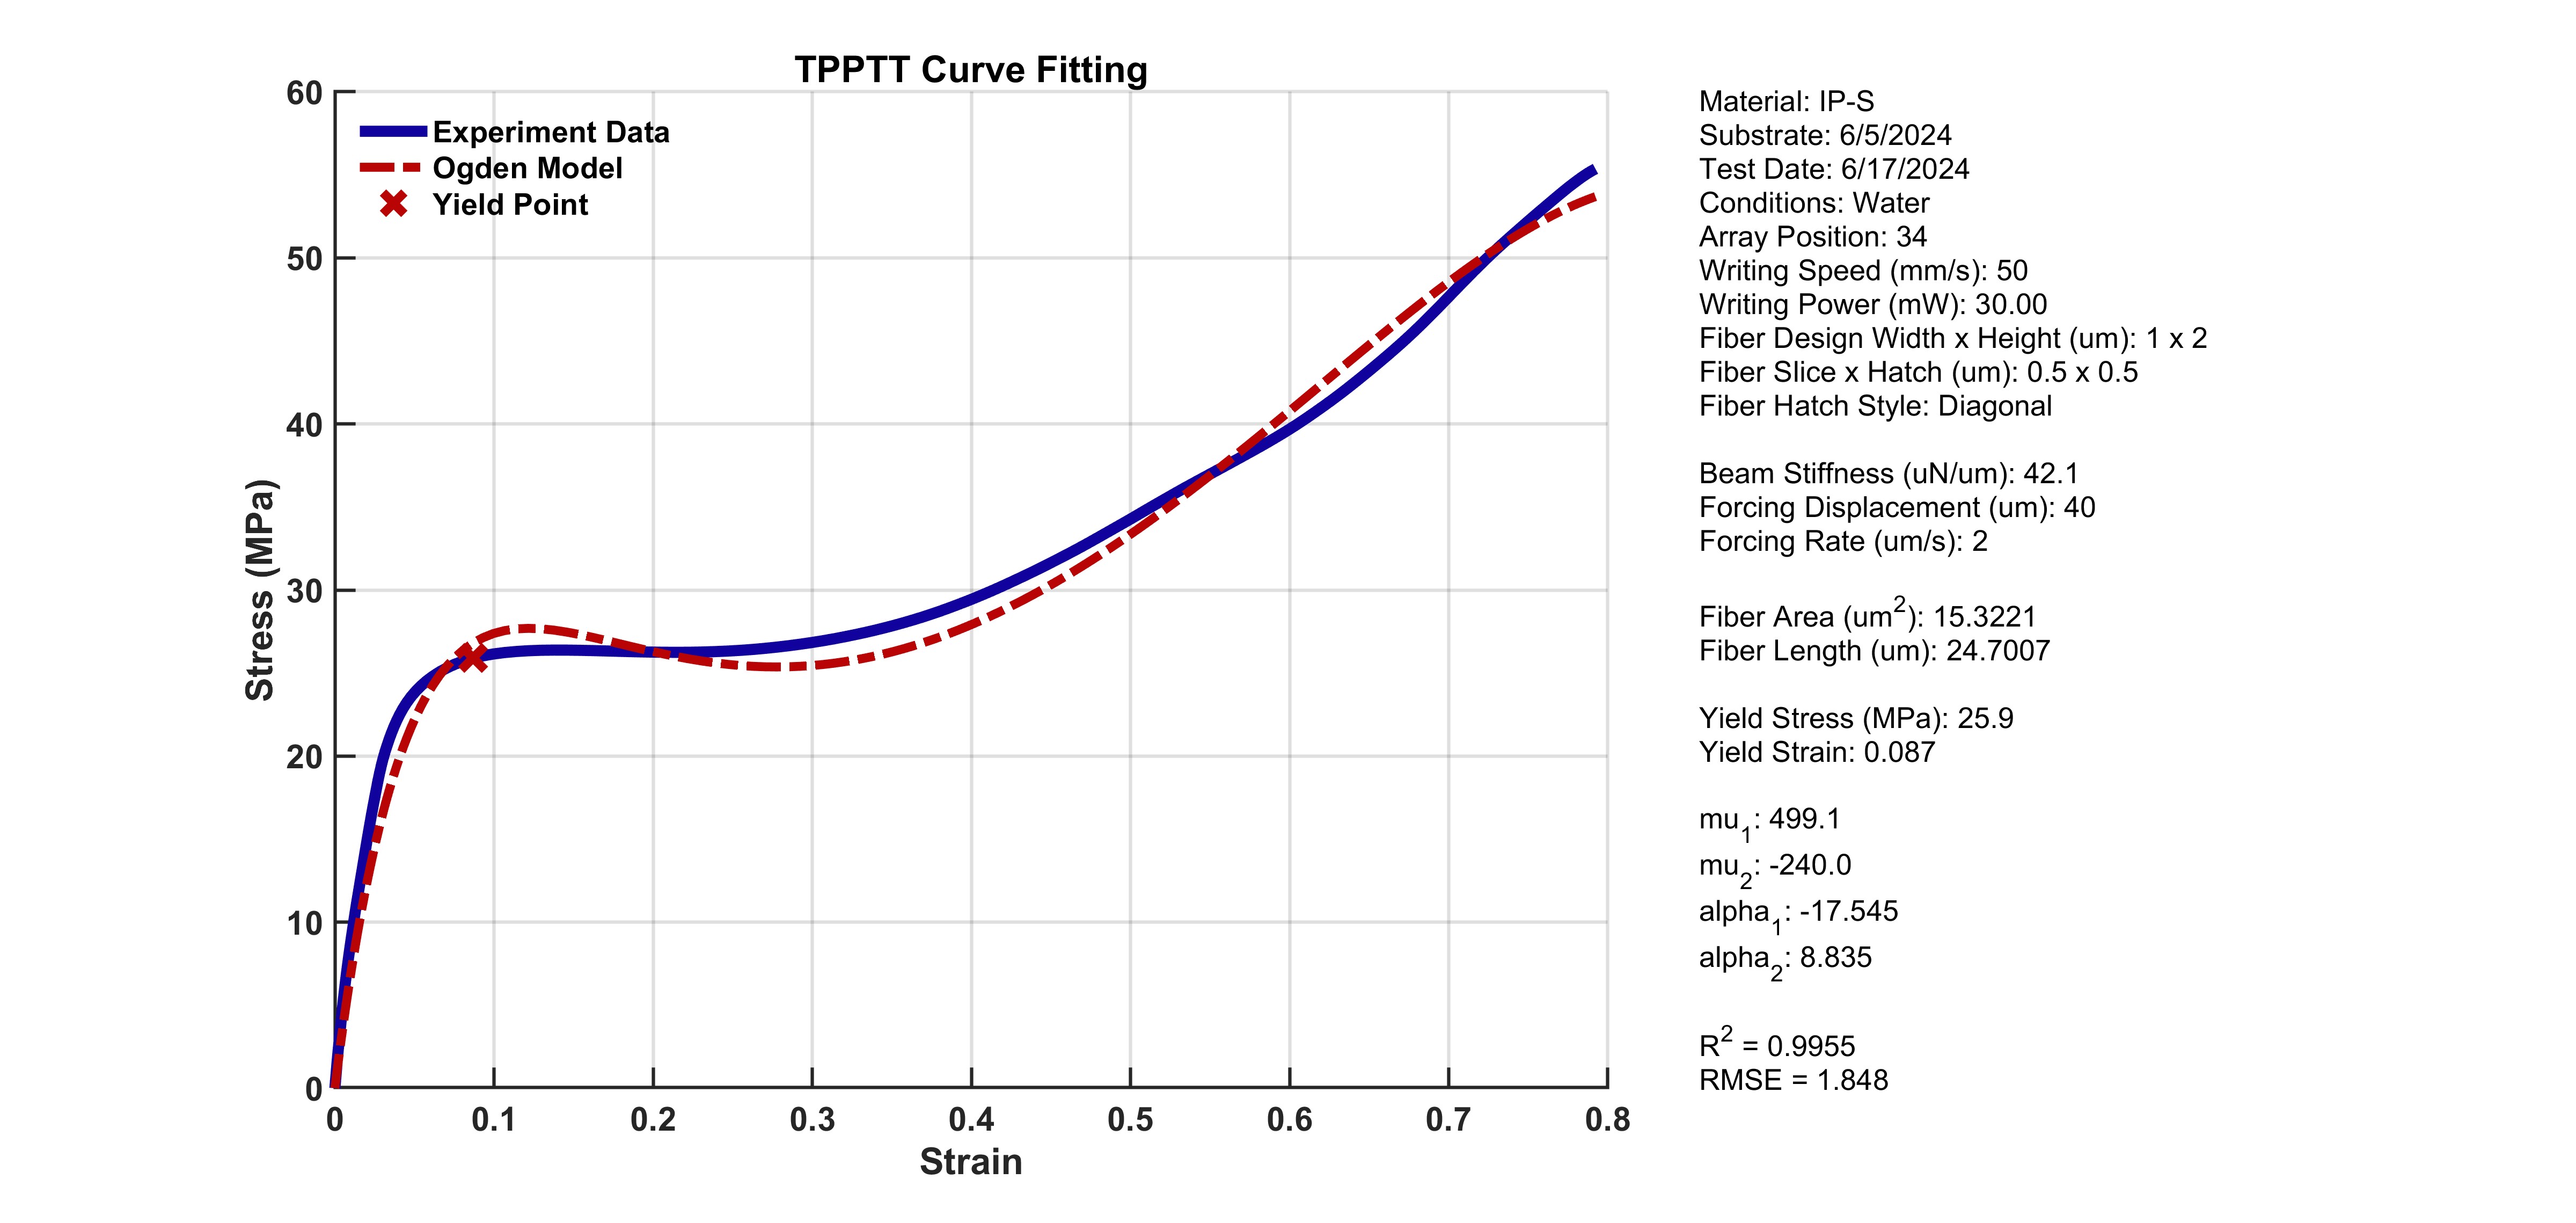 TPPTT Curve Fitting
60
50
40
30
20
10
0
Stress (MPa)
Experiment Data
Ogden Model
Yield Point
0 0.1 0.2 0.3 0.4 0.5 0.6 0.7 0.8
Strain
Material: IP-S
Substrate: 6/5/2024
Test Date: 6/17/2024
Conditions: Water
Array Position: 34
Writing Speed (mm/s): 50
Writing Power (mW): 30.00
Fiber Design Width x Height (um): 1 x 2
Fiber Slice x Hatch (um): 0.5 x 0.5
Fiber Hatch Style: Diagonal
Beam Stiffness (uN/um): 42.1
Forcing Displacement (um): 40
Forcing Rate (um/s): 2
Fiber Area (um²): 15.3221
Fiber Length (um): 24.7007
Yield Stress (MPa): 25.9
Yield Strain: 0.087
mu₁: 499.1
mu₂: -240.0
alpha₁: -17.545
alpha₂: 8.835
R² = 0.9955
RMSE = 1.848